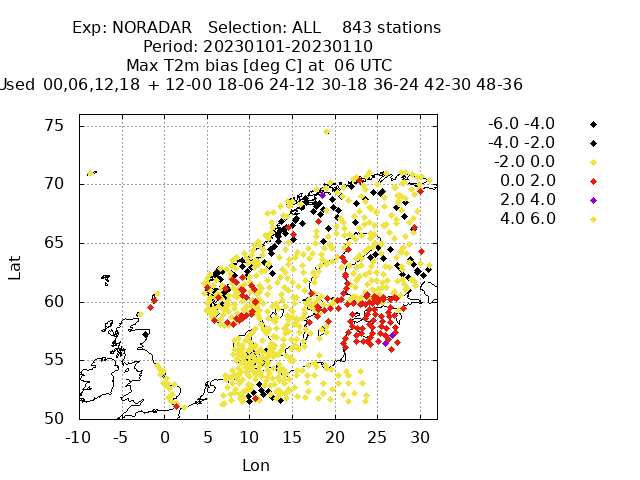 Exp: NORADAR   Selection: ALL    843 stations
Period: 20230101-20230110
Max T2m bias [deg C] at  06 UTC
Used 00,06,12,18 + 12-00 18-06 24-12 30-18 36-24 42-30 48-36
-6.0 -4.0
-4.0 -2.0
-2.0 0.0
0.0 2.0
2.0 4.0
4.0 6.0
75
70
65
60
55
50
Lat
-10 -5 0 5 10 15 20 25 30
Lon